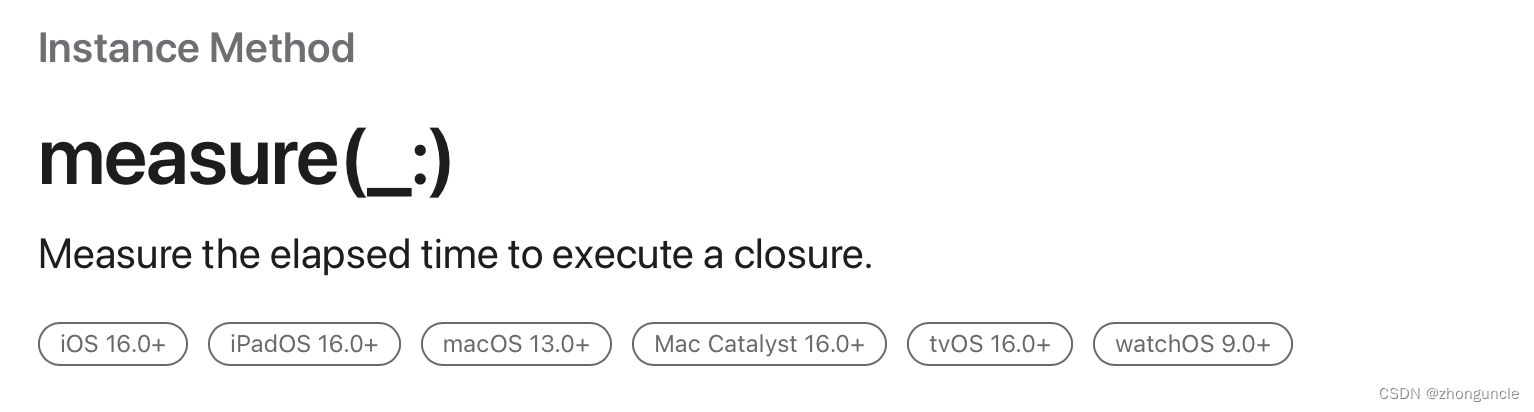 Instance Method
measure(_:)
Measure the elapsed time to execute a closure.
iOS 16.0+ iPadOS 16.0+ macOS 13.0+ Mac Catalyst 16.0+ tvOS 16.0+ watchOS 9.0+
CSDN @zhonguncle